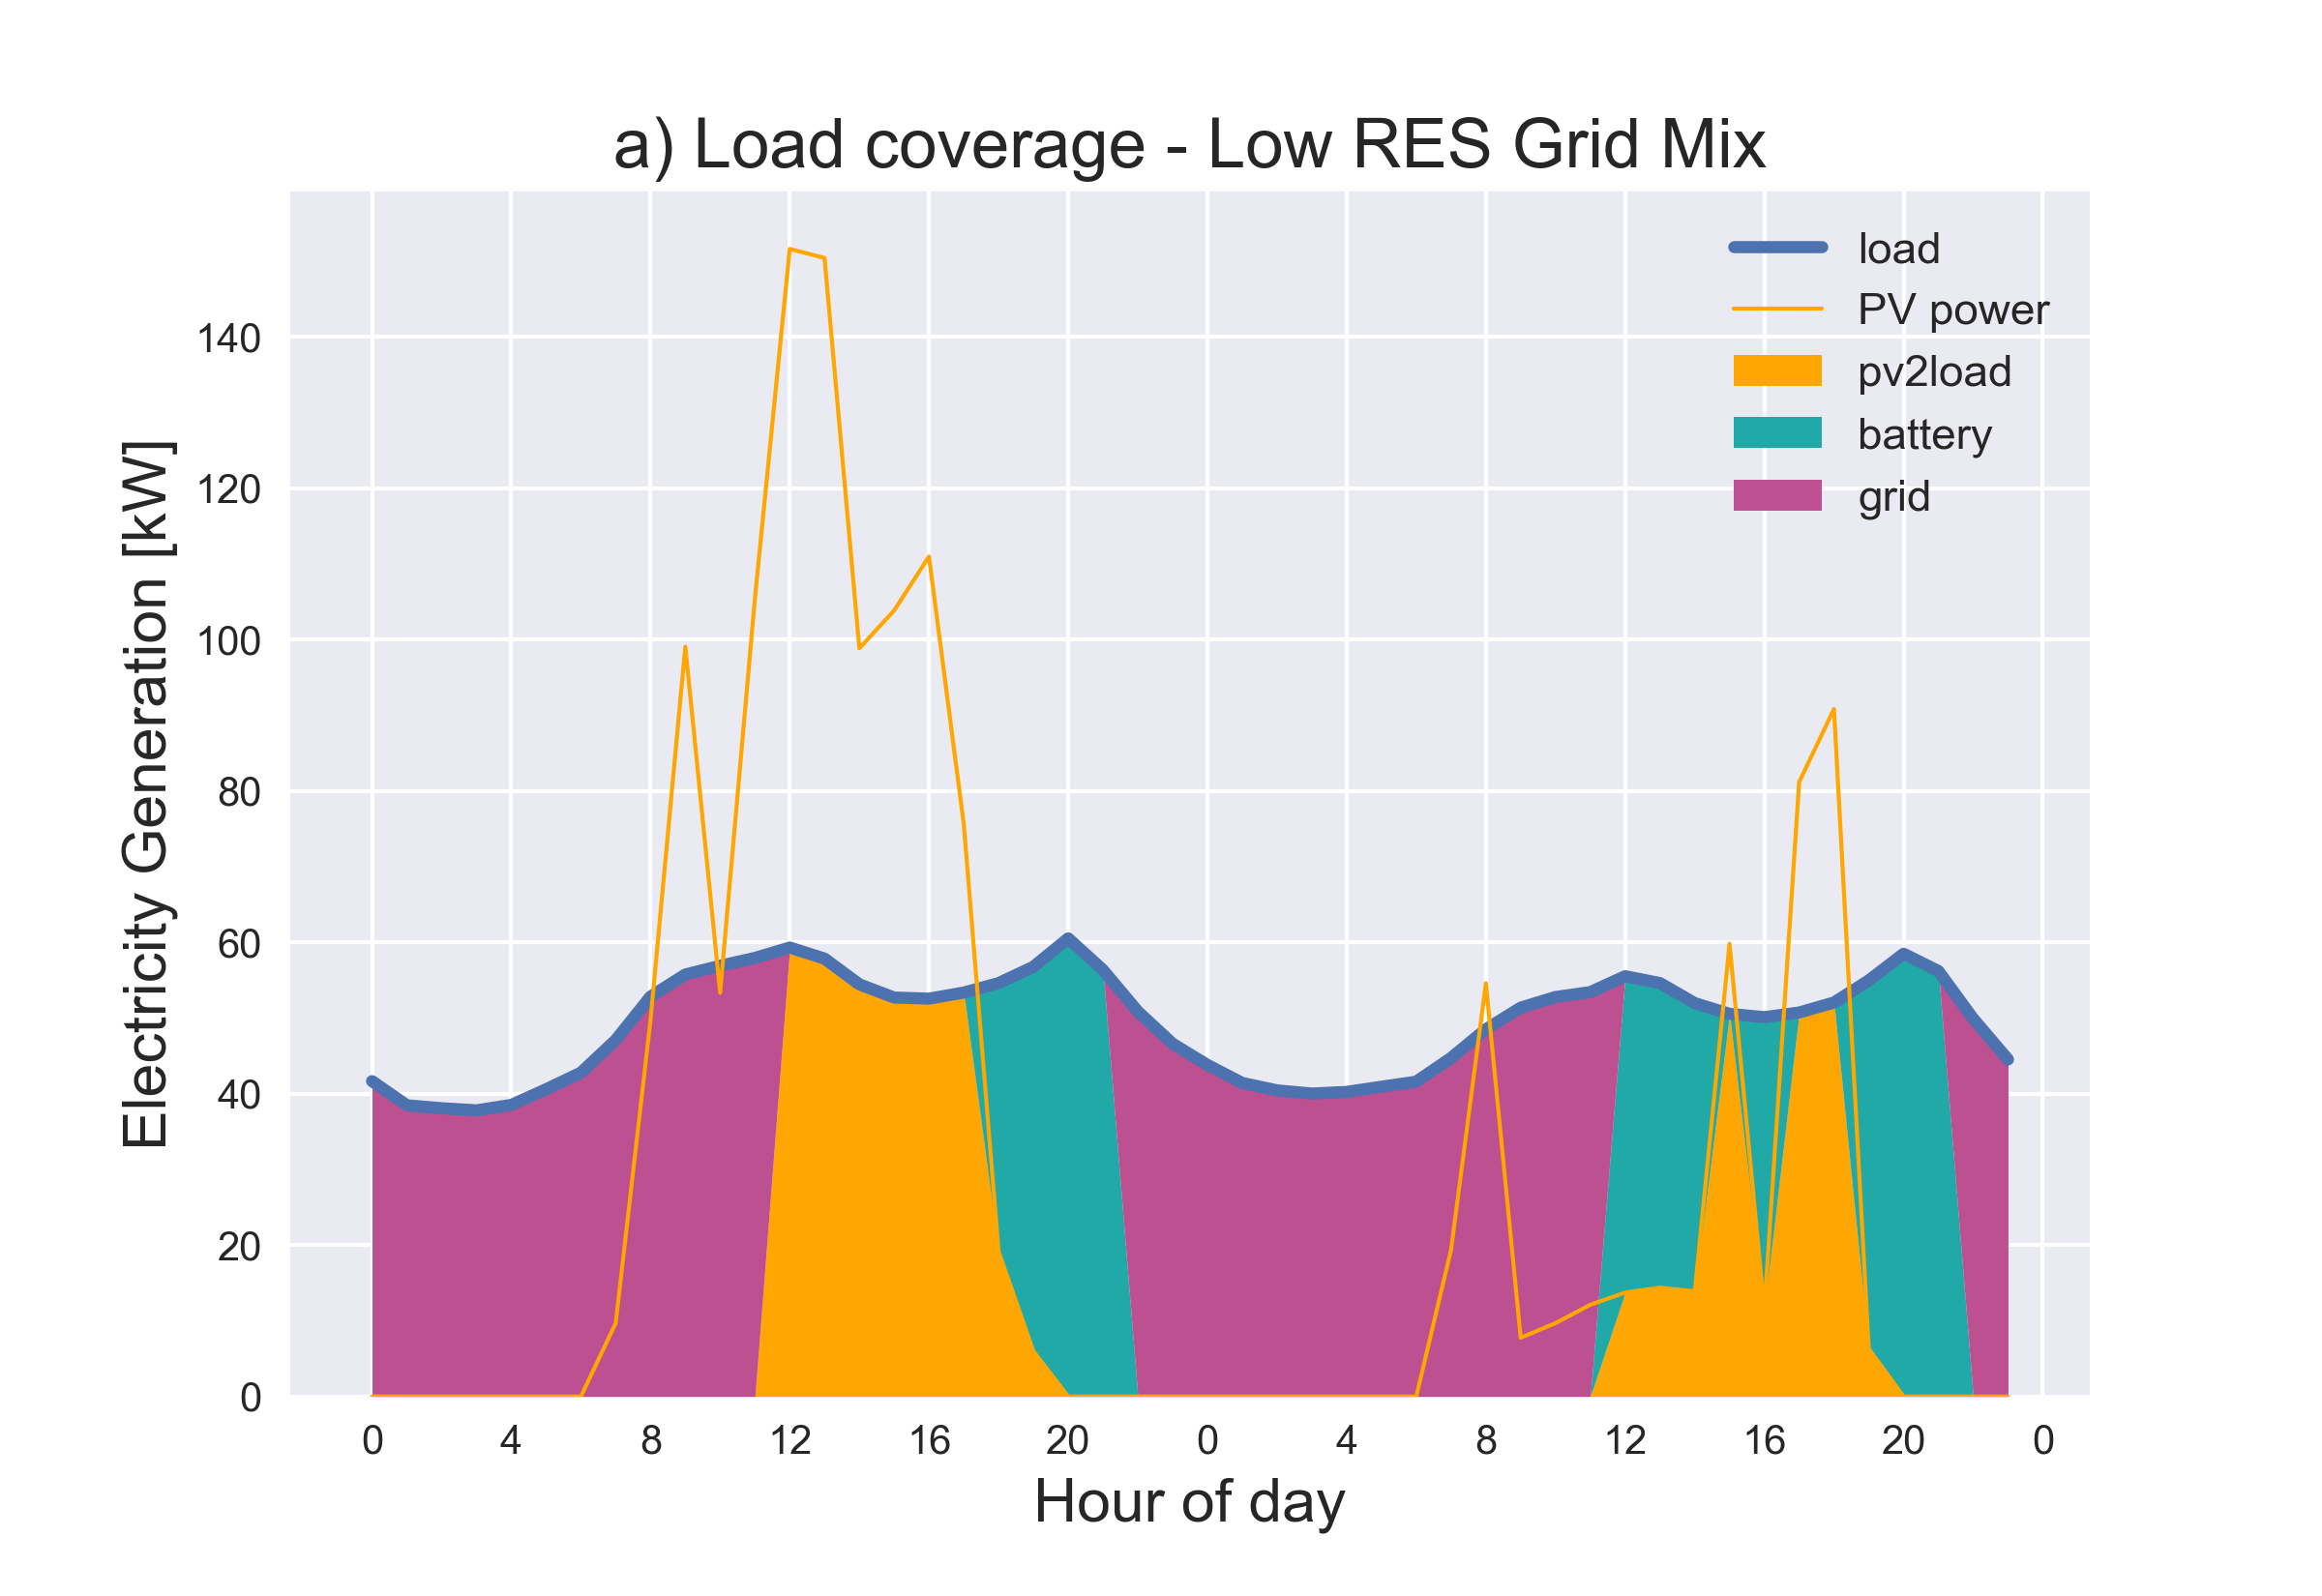 a) Load coverage - Low RES Grid Mix
load
PV power
pv2load
battery
grid
Electricity Generation [kW]
140
120
100
80
60
40
20
0
0 4 8 12 16 20 0 4 8 12 16 20 0
Hour of day